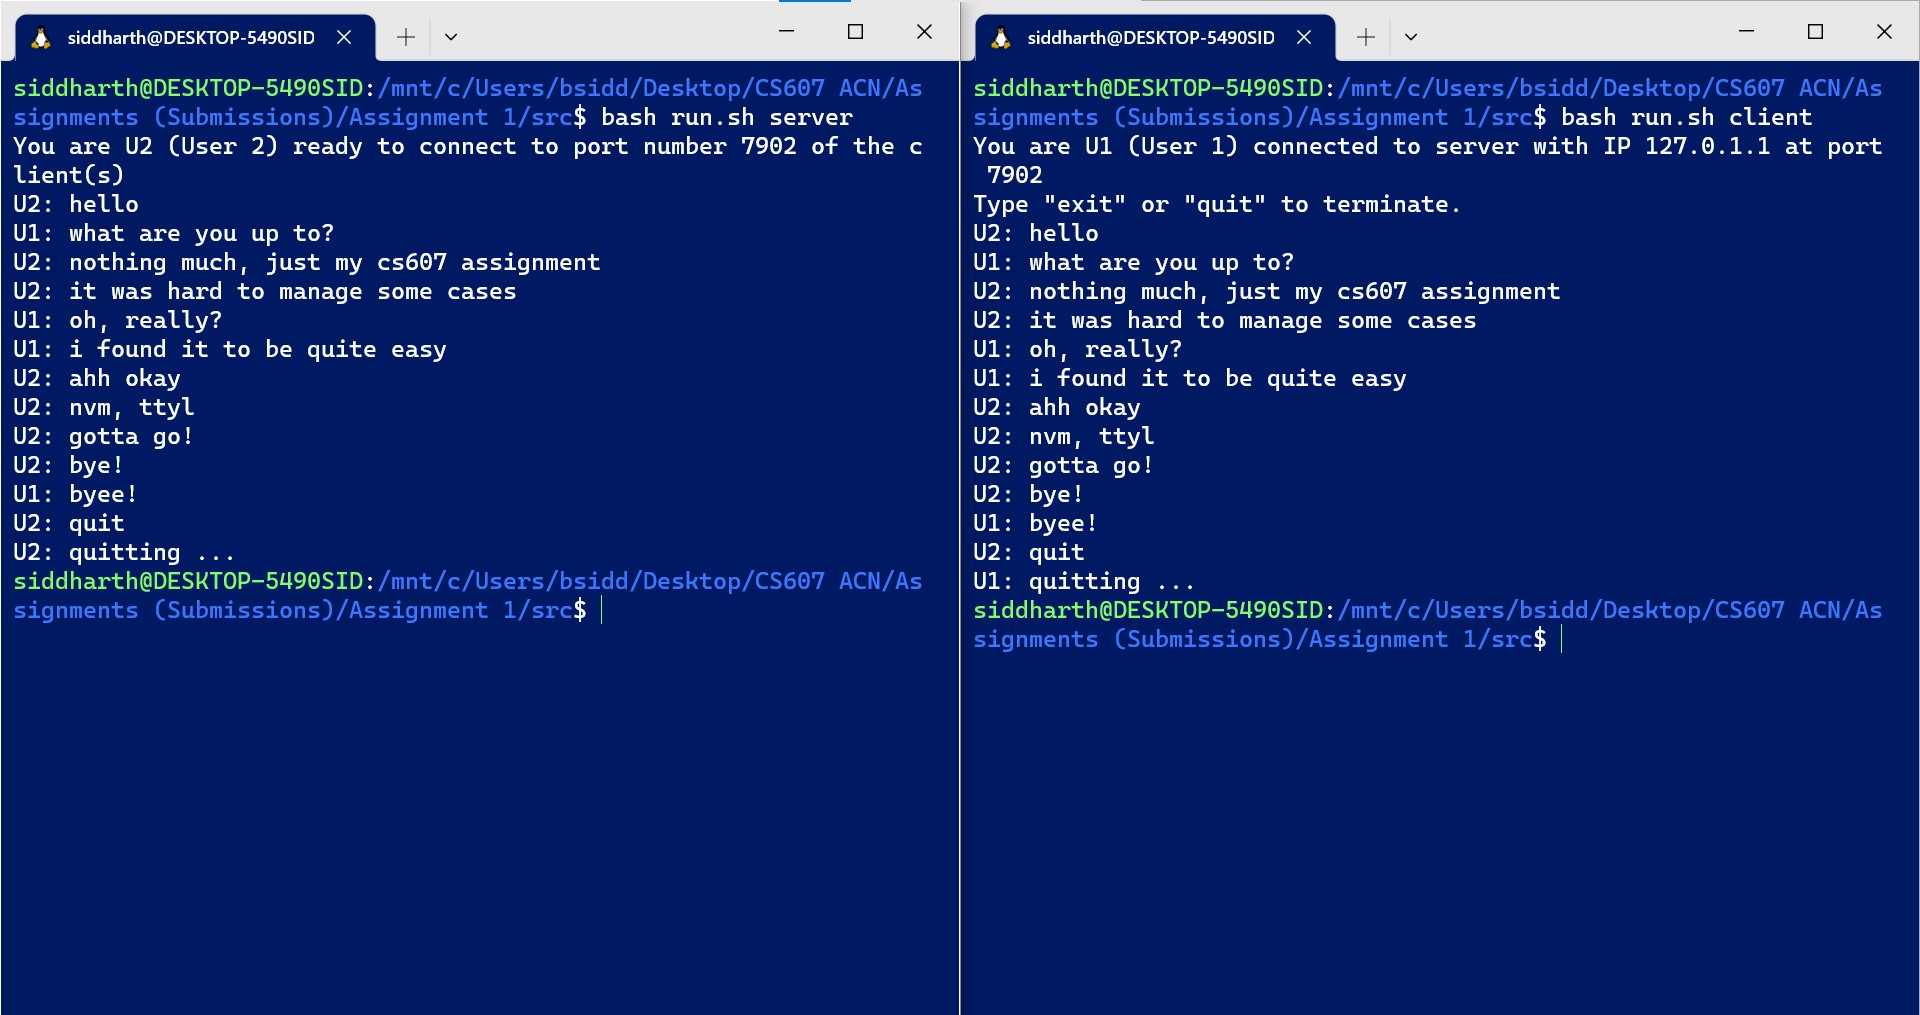 siddharth@DESKTOP-5490SID
siddharth@DESKTOP-5490SID:/mnt/c/Users/bsidd/Desktop/CS607 ACN/As
signments (Submissions)/Assignment 1/src$ bash run.sh server
You are U2 (User 2) ready to connect to port number 7902 of the c
lient(s)
U2: hello
U1: what are you up to?
U2: nothing much, just my cs607 assignment
U2: it was hard to manage some cases
U1: oh, really?
U1: i found it to be quite easy
U2: ahh okay
U2: nvm, ttyl
U2: gotta go!
U2: bye!
U1: byee!
U2: quit
U2: quitting ...
siddharth@DESKTOP-5490SID:/mnt/c/Users/bsidd/Desktop/CS607 ACN/As
signments (Submissions)/Assignment 1/src$
siddharth@DESKTOP-5490SID
siddharth@DESKTOP-5490SID:/mnt/c/Users/bsidd/Desktop/CS607 ACN/As
signments (Submissions)/Assignment 1/src$ bash run.sh client
You are U1 (User 1) connected to server with IP 127.0.1.1 at port
 7902
Type "exit" or "quit" to terminate.
U2: hello
U1: what are you up to?
U2: nothing much, just my cs607 assignment
U2: it was hard to manage some cases
U1: oh, really?
U1: i found it to be quite easy
U2: ahh okay
U2: nvm, ttyl
U2: gotta go!
U2: bye!
U1: byee!
U2: quit
U1: quitting ...
siddharth@DESKTOP-5490SID:/mnt/c/Users/bsidd/Desktop/CS607 ACN/As
signments (Submissions)/Assignment 1/src$